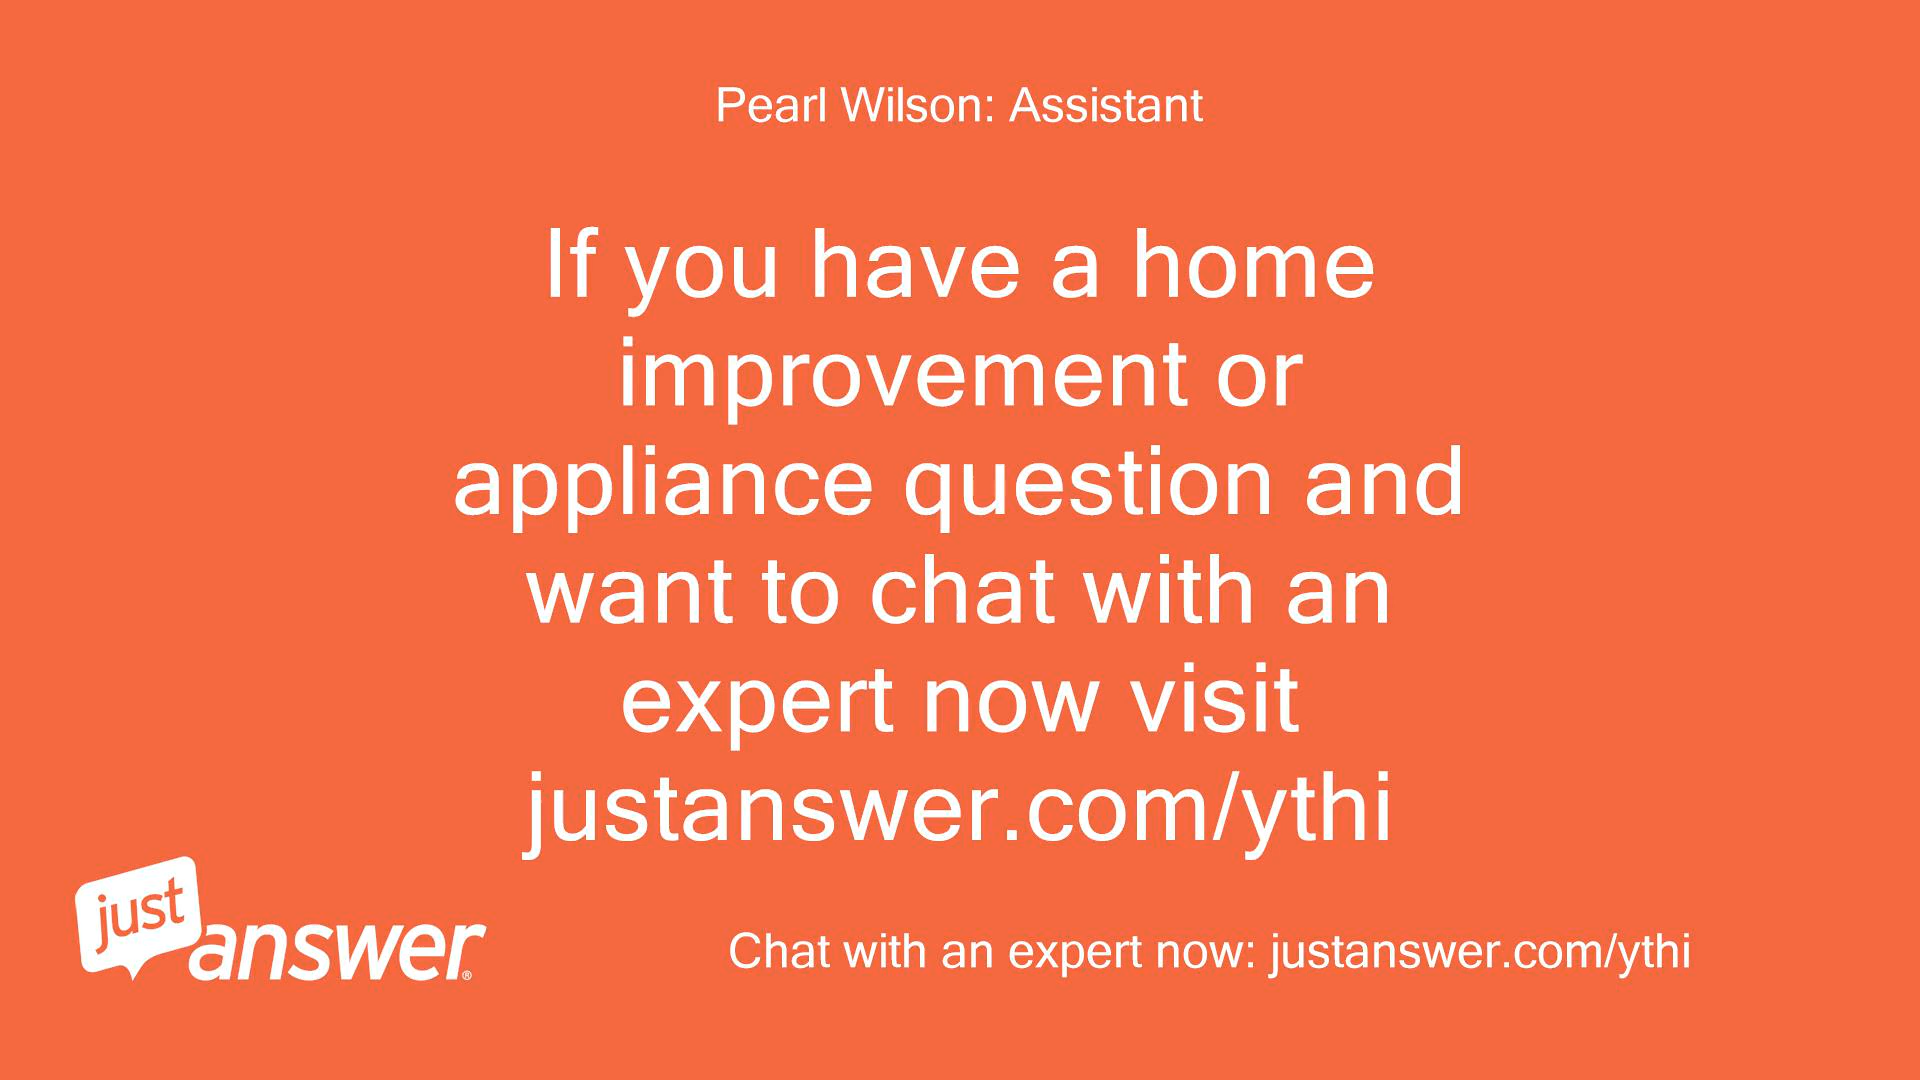 Pearl Wilson: Assistant
If you have a home
improvement or
appliance question and
want to chat with an
expert now visit
justanswer.com/ythi
just
answer®
Chat with an expert now: justanswer.com/ythi